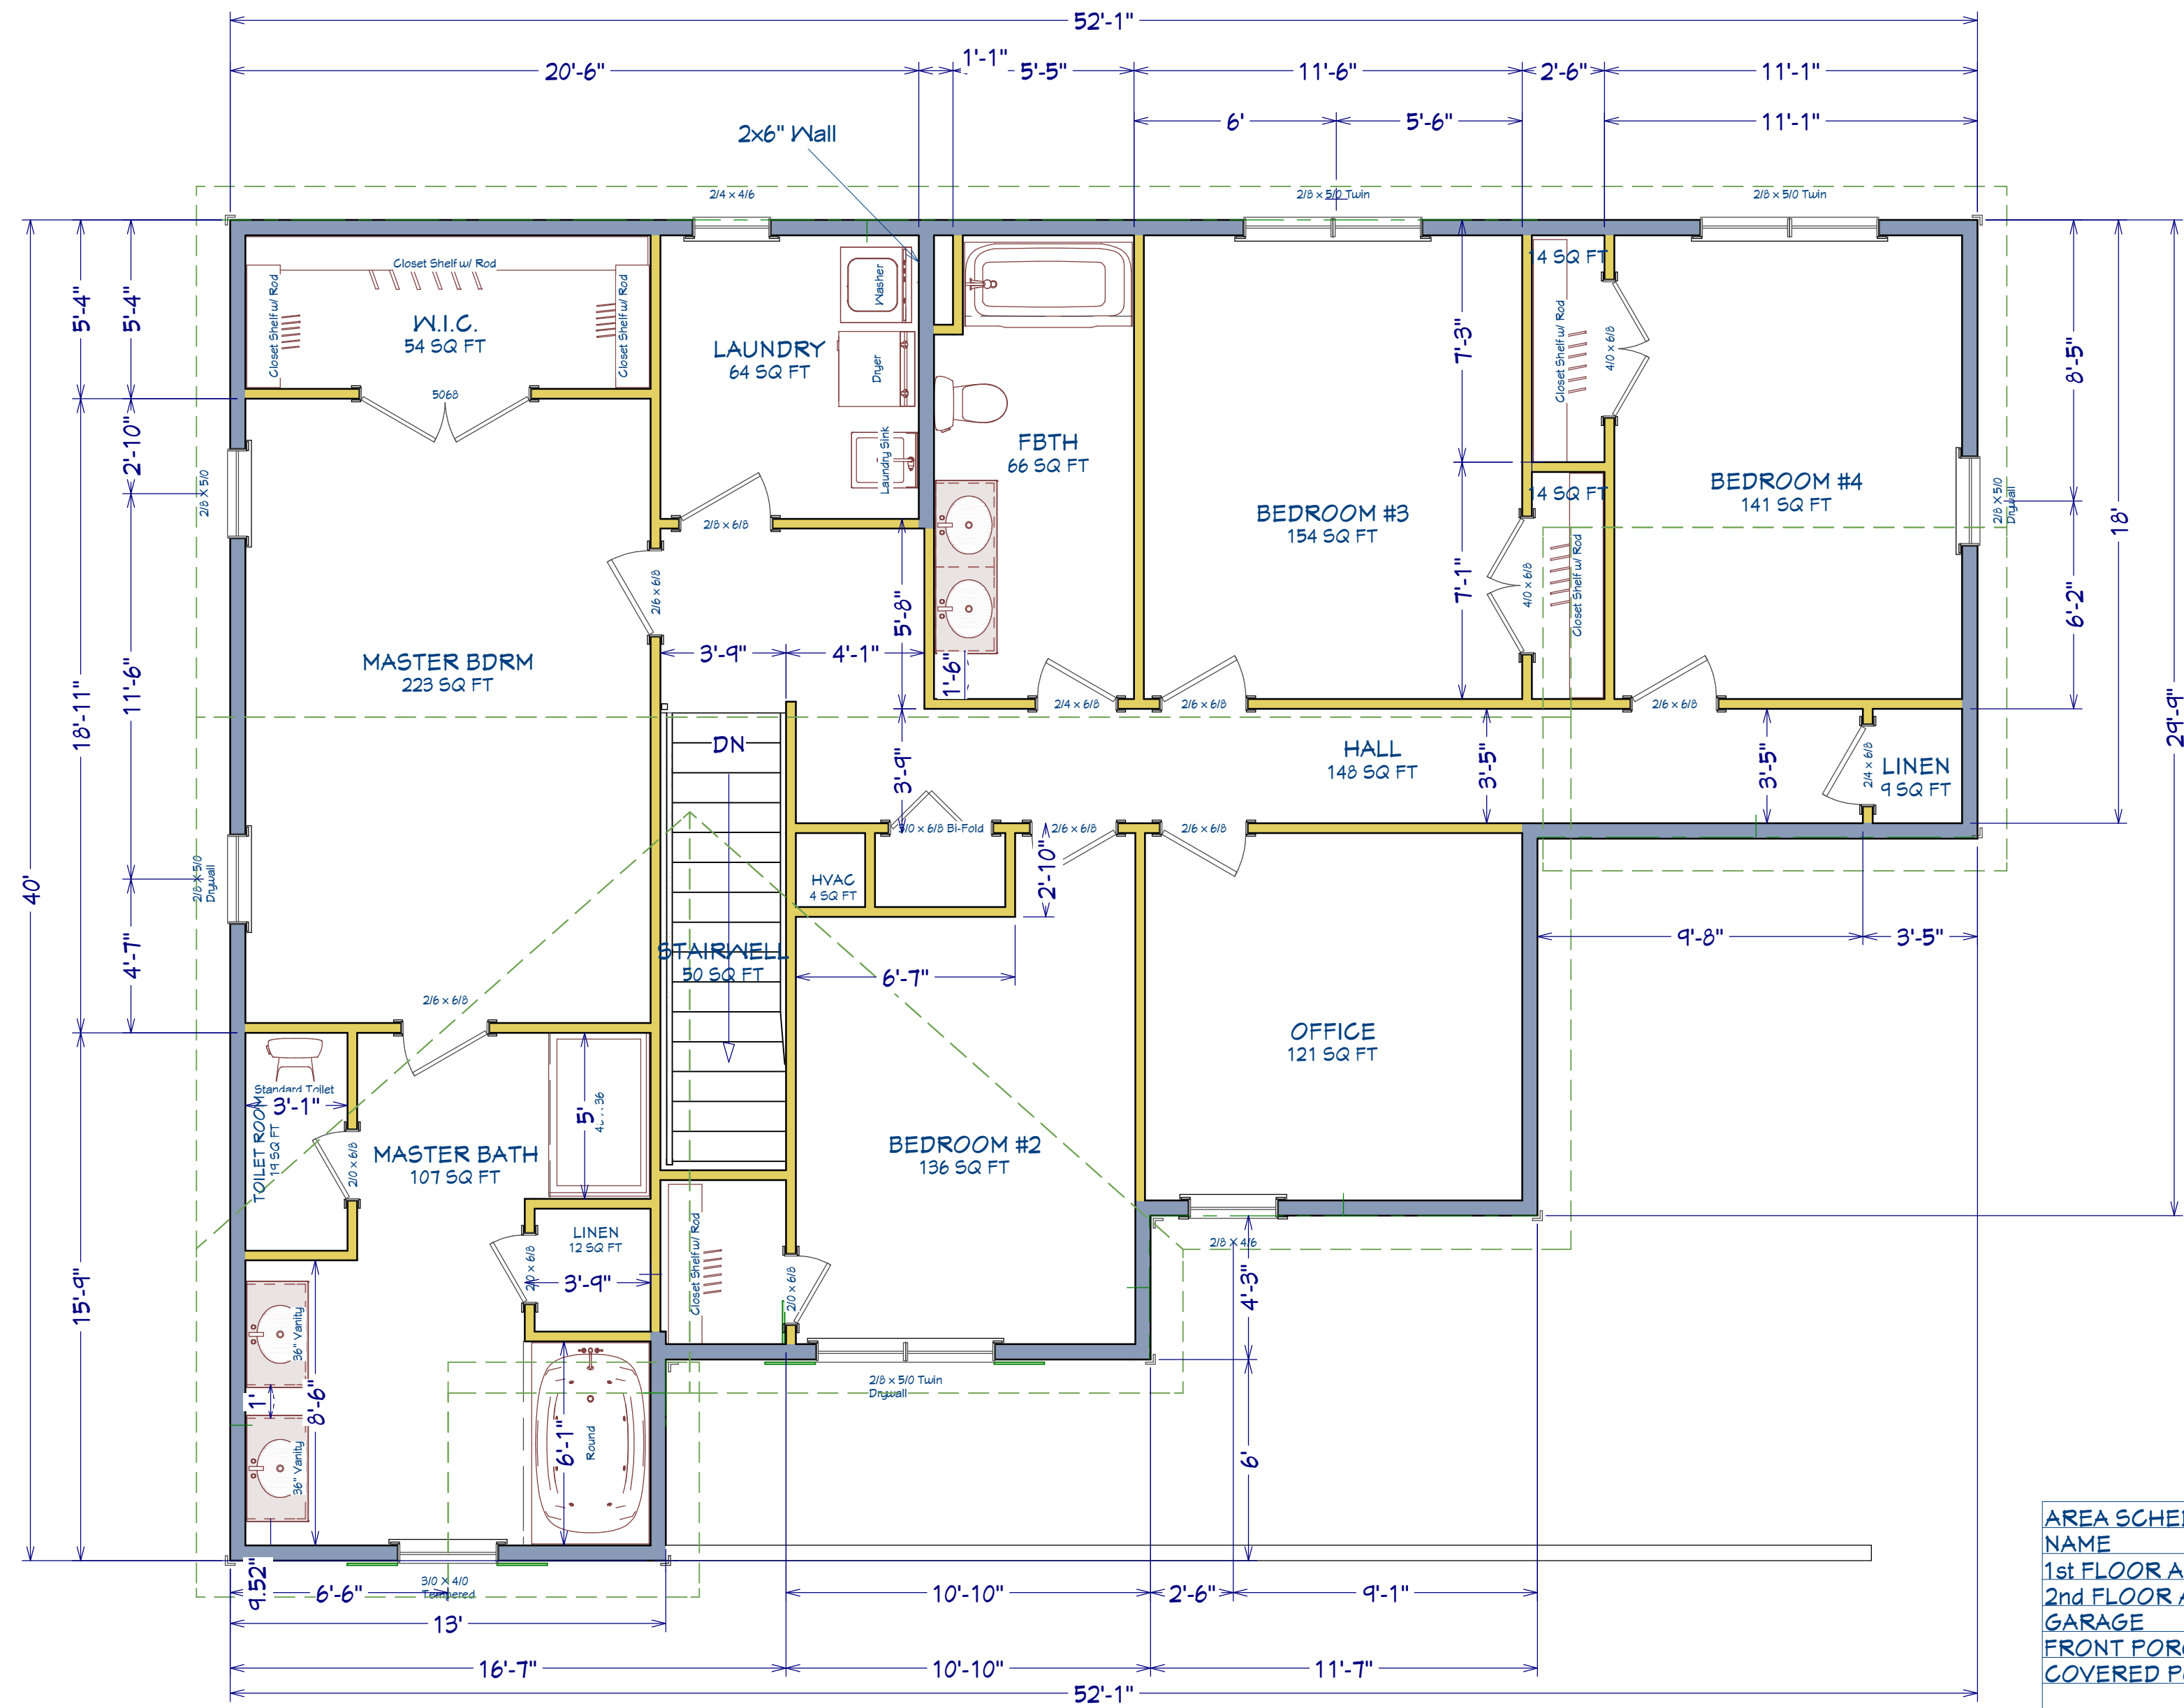 52'-1"
20'-6"
1'-1"
5'-5"
11'-6"
2'-6"
11'-1"
6'
5'-6"
11'-1"
2x6" Wall
2/4 x 4/6
2/8 x 5/0 Twin
2/8 x 5/0 Twin
Closet Shelf w/ Rod
Closet Shelf w/ Rod
Closet Shelf w/ Rod
W.I.C.
54 SQ FT
5068
LAUNDRY
64 SQ FT
Washer
Dryer
Laundry Sink
2/8 x 6/8
FBTH
66 SQ FT
BEDROOM #3
154 SQ FT
14 SQ FT
Closet Shelf w/ Rod
4/0 x 6/8
14 SQ FT
Closet Shelf w/ Rod
4/0 x 6/8
BEDROOM #4
141 SQ FT
7'-3"
7'-1"
5'-4"
5'-4"
2'-10"
11'-6"
18'-11"
4'-7"
40'
15'-9"
2/8 X 5/0
2/8 X 5/0
Drywall
8'-5"
6'-2"
18'
29'-9"
2/8 X 5/0
Drywall
MASTER BDRM
223 SQ FT
2/6 x 6/8
3'-9"
4'-1"
5'-8"
1'-6"
2/4 x 6/8
2/6 x 6/8
2/6 x 6/8
DN
3'-9"
HALL
148 SQ FT
3'-5"
3'-5"
2/4 x 6/8
LINEN
9 SQ FT
/0 x 6/8 Bi-Fold
2/6 x 6/8
2/6 x 6/8
2'-10"
HVAC
4 SQ FT
STAIRWELL
50 SQ FT
6'-7"
9'-8"
3'-5"
2/6 x 6/8
OFFICE
121 SQ FT
Standard Toilet
3'-1"
TOILET ROOM
19 SQ FT
2/0 x 6/8
MASTER BATH
107 SQ FT
5'
36
BEDROOM #2
136 SQ FT
LINEN
12 SQ FT
2/0 x 6/8
3'-9"
Closet Shelf w/ Rod
2/0 x 6/8
2/8 X 4/6
4'-3"
6'
36" Vanity
1'
36" Vanity
8'-6"
6'-1"
Round
2/8 x 5/0 Twin
Drywall
9.52"
6'-6"
3/0 X 4/0
Tempered
13'
10'-10"
2'-6"
9'-1"
16'-7"
10'-10"
11'-7"
52'-1"
AREA SCHE
NAME
1st FLOOR A
2nd FLOOR A
GARAGE
FRONT POR
COVERED P